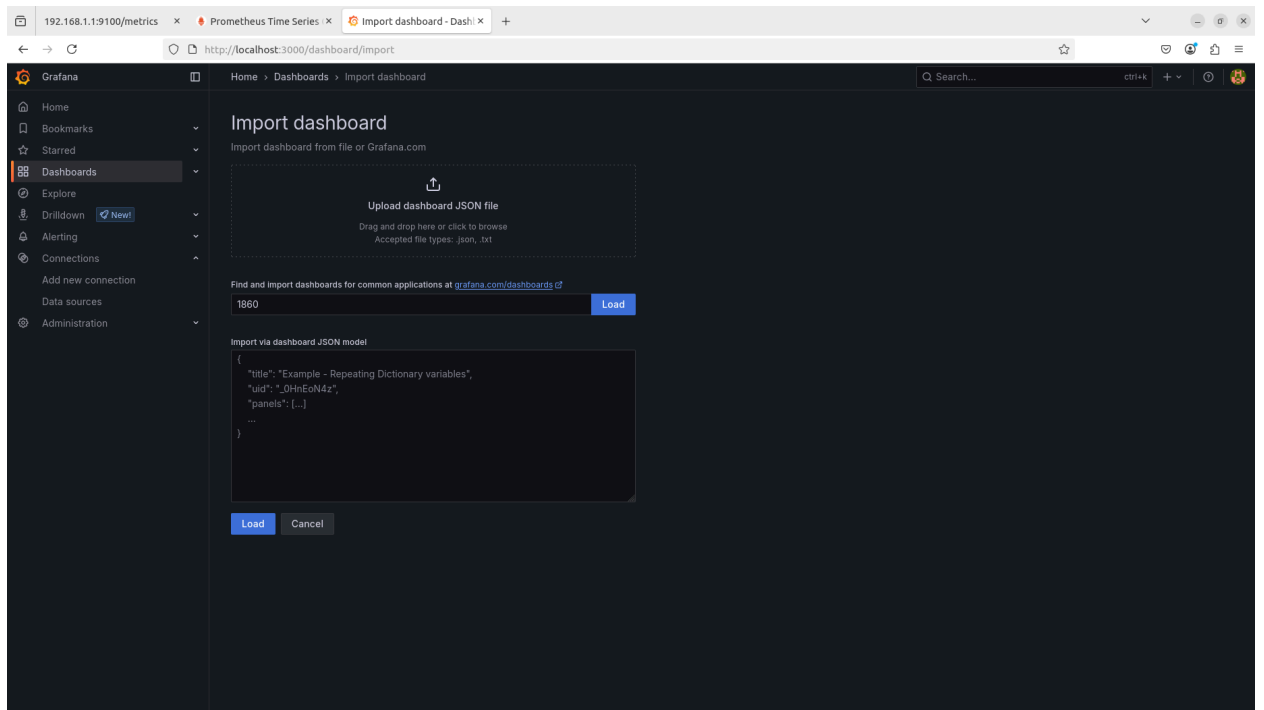 192.168.1.1:9100/metrics
Prometheus Time Series
Import dashboard - Dash
http://localhost:3000/dashboard/import
Grafana
Home › Dashboards › Import dashboard
Search...
ctrl+k
Home
Bookmarks
Starred
Dashboards
Explore
Drilldown New!
Alerting
Connections
Add new connection
Data sources
Administration
Import dashboard
Import dashboard from file or Grafana.com
Upload dashboard JSON file
Drag and drop here or click to browse
Accepted file types: .json, .txt
Find and import dashboards for common applications at grafana.com/dashboards
1860
Load
Import via dashboard JSON model
{
"title": "Example - Repeating Dictionary variables",
"uid": "_0HnEoN4z",
"panels": [...]
...
}
Load
Cancel